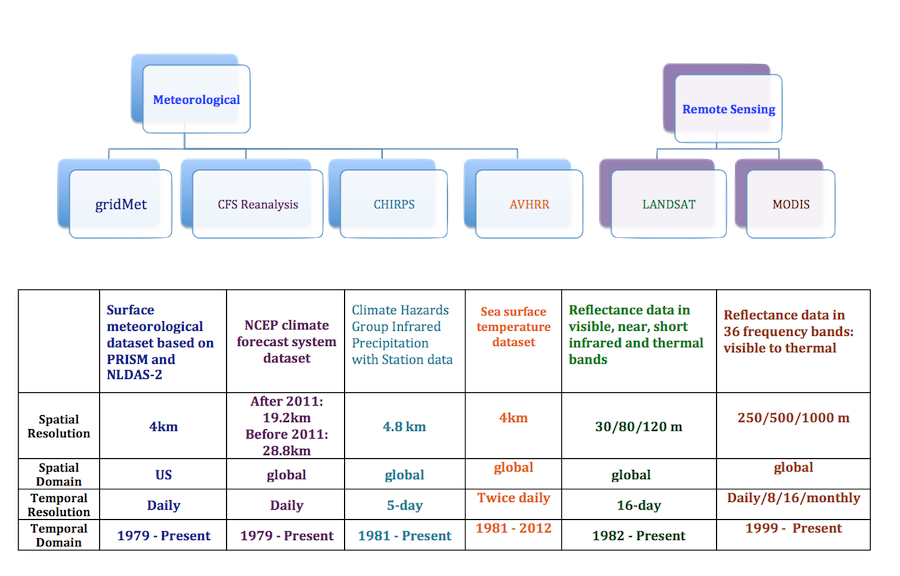 Meteorological
Remote Sensing
gridMet
CFS Reanalysis
CHIRPS
AVHRR
LANDSAT
MODIS
Surface
meteorological
dataset based on
PRISM and
NLDAS-2
NCEP climate
forecast system
dataset
Climate Hazards
Group Infrared
Precipitation
with Station data
Sea surface
temperature
dataset
Reflectance data in
visible, near, short
infrared and thermal
bands
Reflectance data in
36 frequency bands:
visible to thermal
Spatial
Resolution
4km
After 2011:
19.2km
Before 2011:
28.8km
4.8 km
4km
30/80/120 m
250/500/1000 m
Spatial
Domain
US
global
global
global
global
global
Temporal
Resolution
Daily
Daily
5-day
Twice daily
16-day
Daily/8/16/monthly
Temporal
Domain
1979 - Present
1979 - Present
1981 - Present
1981 - 2012
1982 - Present
1999 - Present